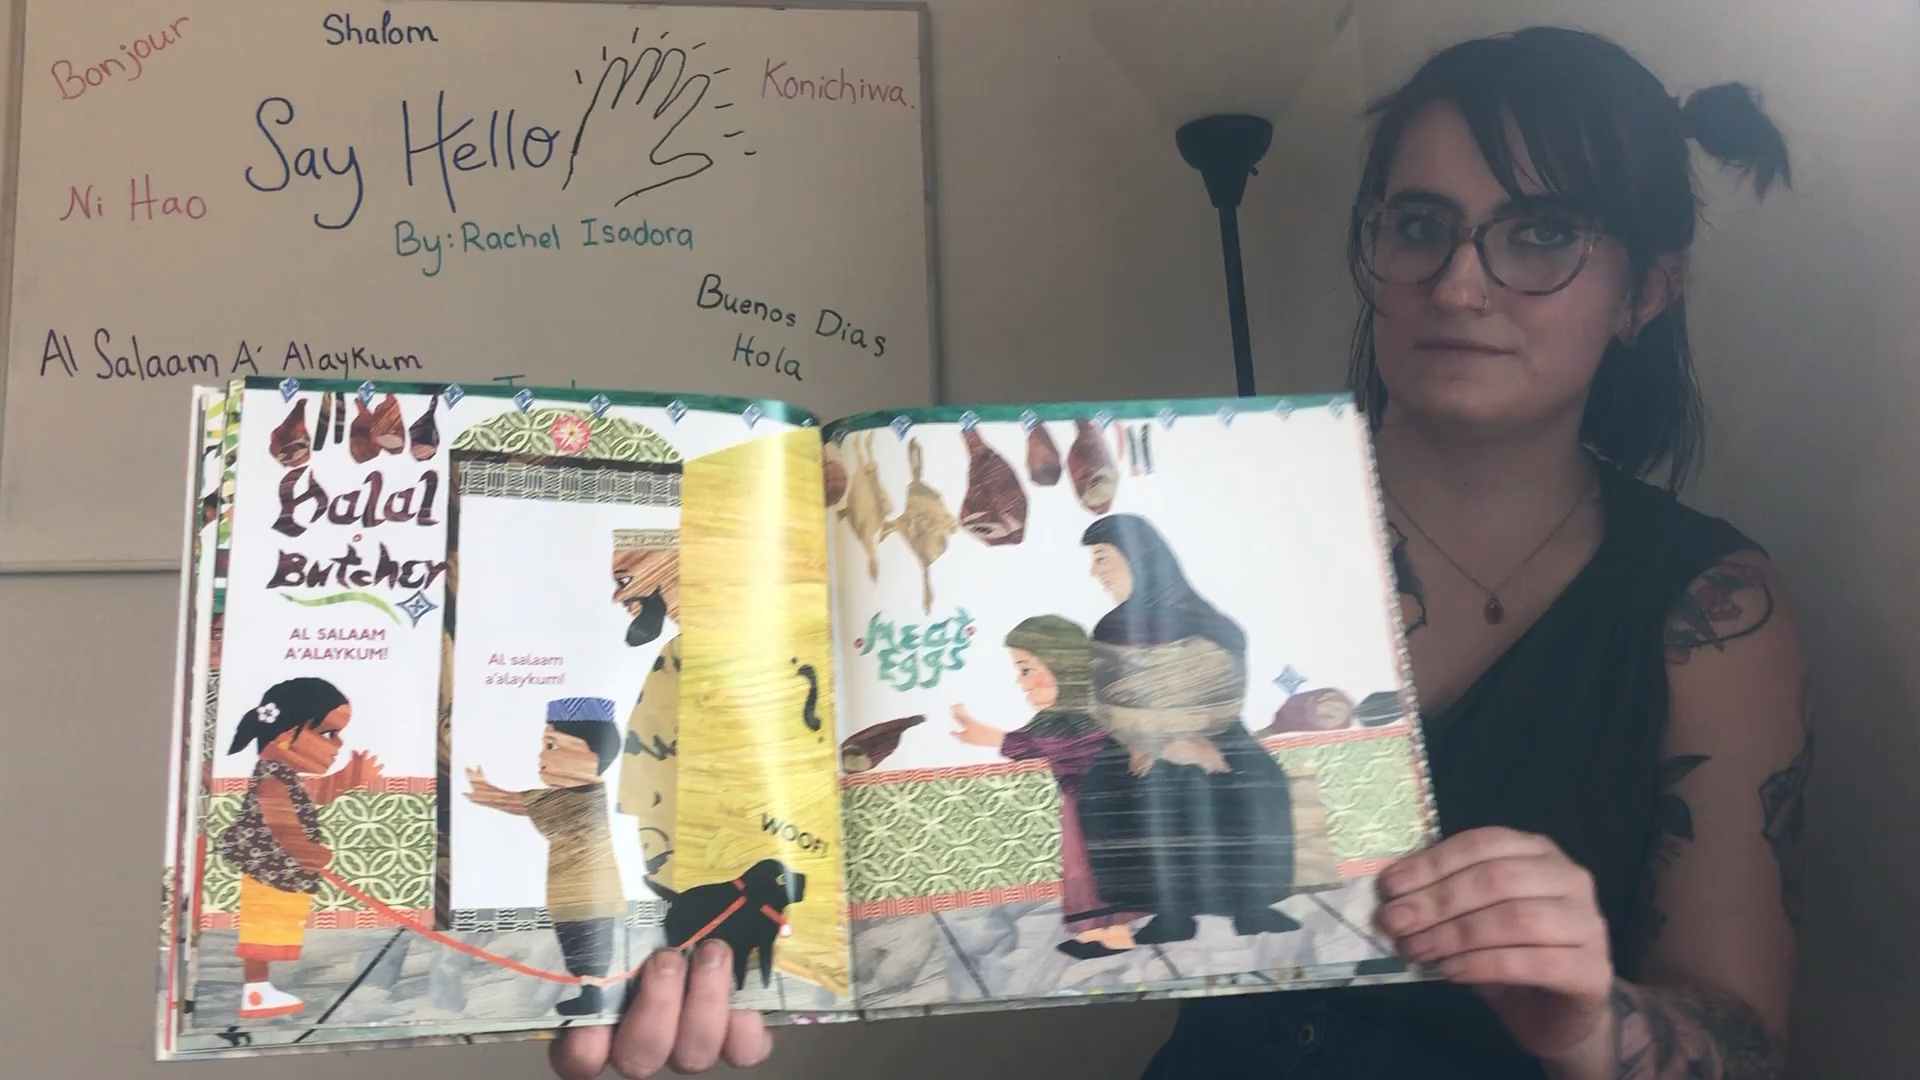 Bonjour
Shalom
Konichiwa.
Say Hello
Ni Hao
By: Rachel Isadora
Buenos Dias
Hola
Al Salaam A' Alaykum
Halal
Butcher
AL SALAAM
A'ALAYKUM!
Al salaam
a'alaykum!
?
WOOF!
Meat
Eggs